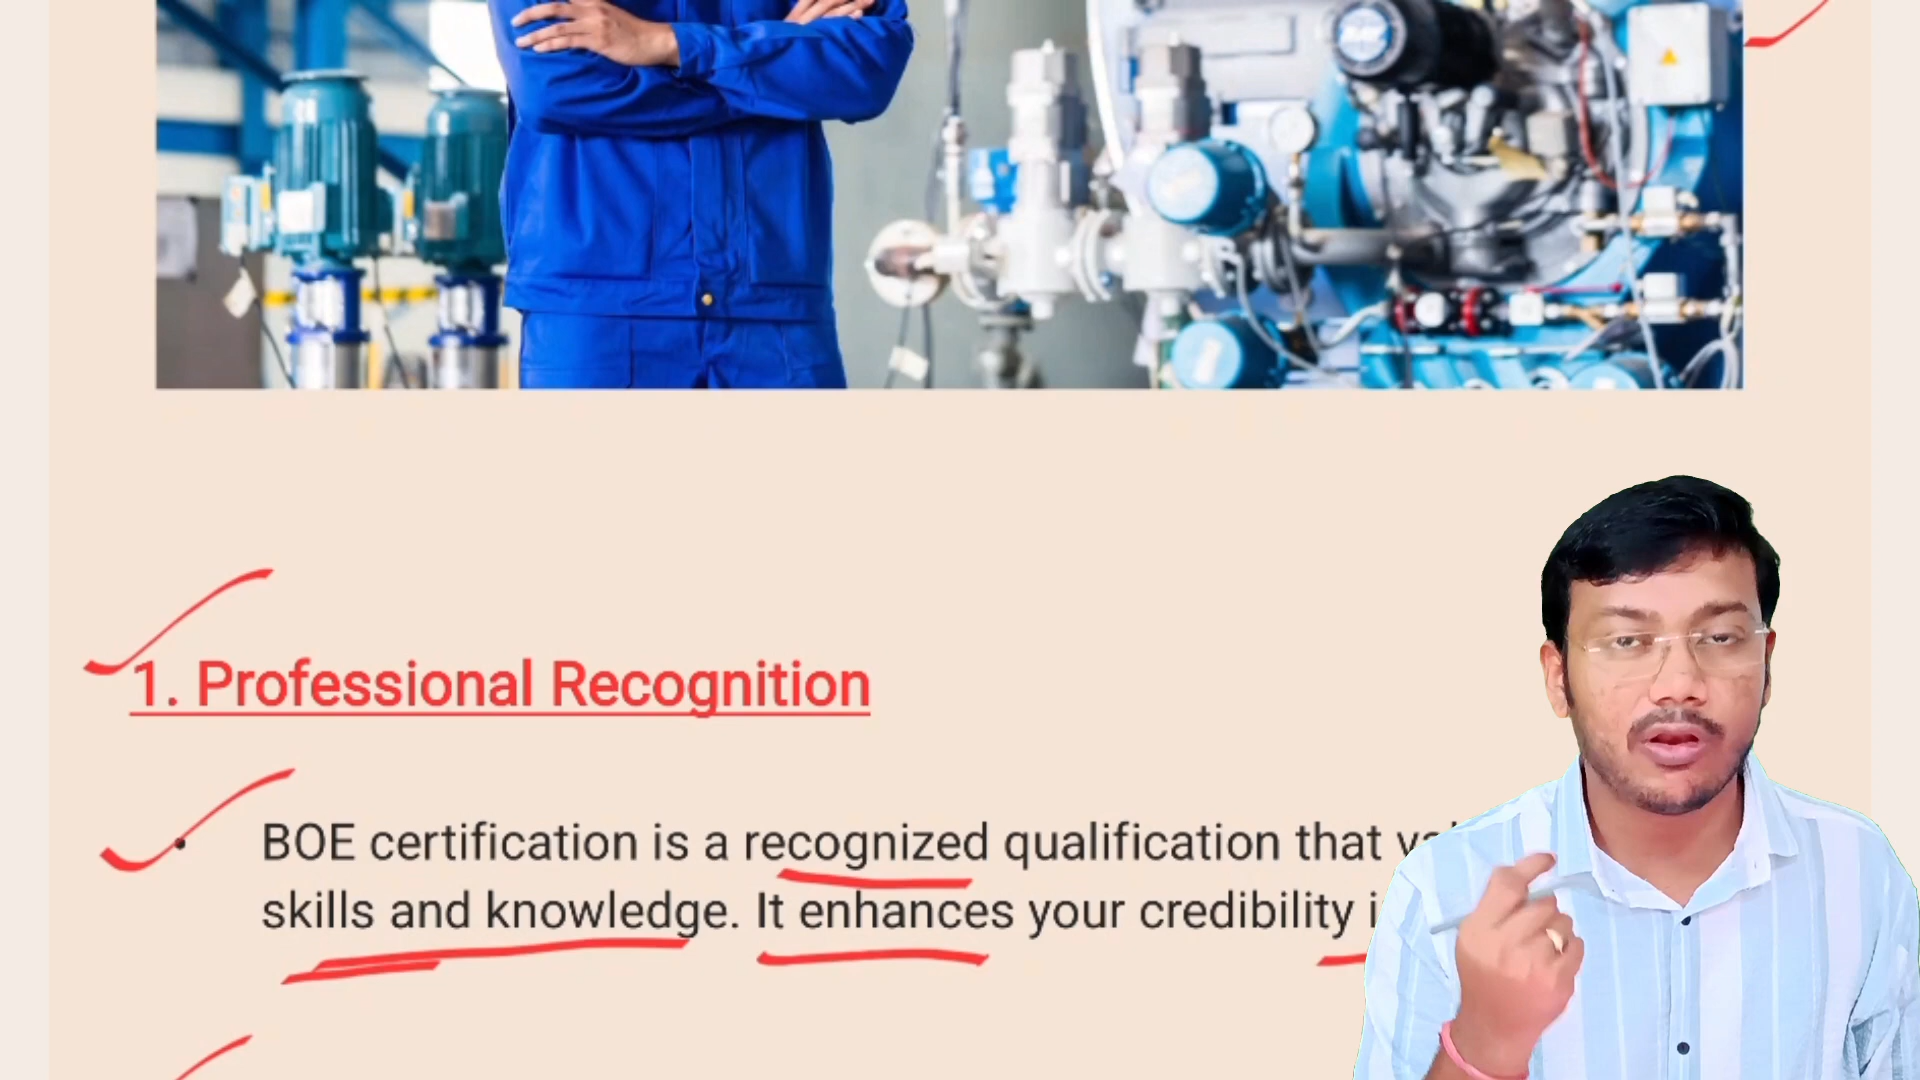 1. Professional Recognition
BOE certification is a recognized qualification that
skills and knowledge. It enhances your credibility